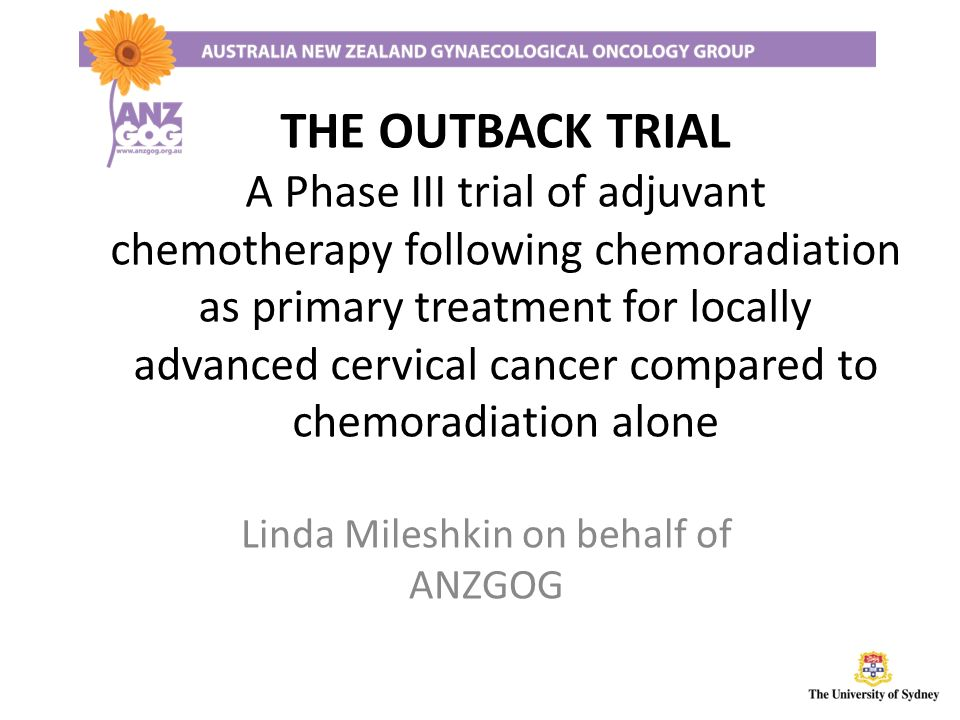 AUSTRALIA NEW ZEALAND GYNAECOLOGICAL ONCOLOGY GROUP
ANZ
GOG
www.anzgog.org.au
THE OUTBACK TRIAL
A Phase III trial of adjuvant
chemotherapy following chemoradiation
as primary treatment for locally
advanced cervical cancer compared to
chemoradiation alone
Linda Mileshkin on behalf of
ANZGOG
The University of Sydney